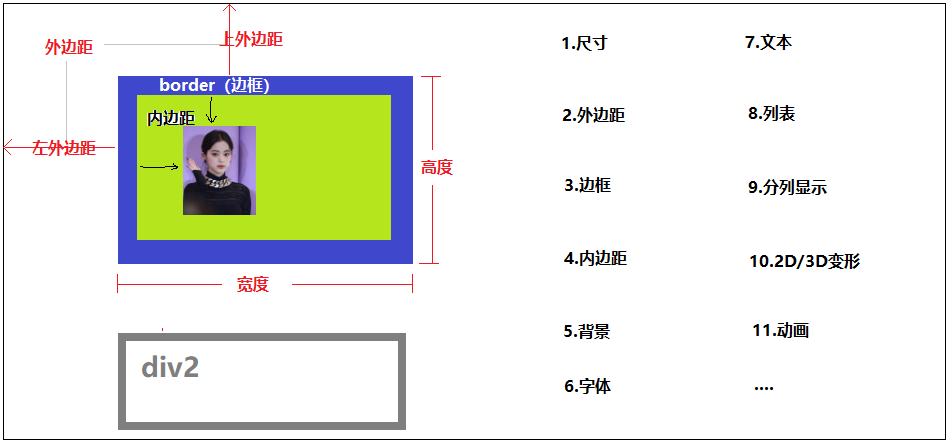 外边距
上外边距
border（边框）
内边距
左外边距
高度
宽度
div2
1.尺寸
2.外边距
3.边框
4.内边距
5.背景
6.字体
7.文本
8.列表
9.分列显示
10.2D/3D变形
11.动画
....